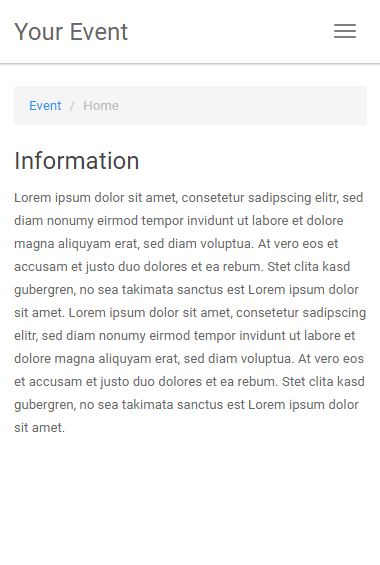 Your Event
Event / Home
Information
Lorem ipsum dolor sit amet, consetetur sadipscing elitr, sed
diam nonumy eirmod tempor invidunt ut labore et dolore
magna aliquyam erat, sed diam voluptua. At vero eos et
accusam et justo duo dolores et ea rebum. Stet clita kasd
gubergren, no sea takimata sanctus est Lorem ipsum dolor
sit amet. Lorem ipsum dolor sit amet, consetetur sadipscing
elitr, sed diam nonumy eirmod tempor invidunt ut labore et
dolore magna aliquyam erat, sed diam voluptua. At vero eos
et accusam et justo duo dolores et ea rebum. Stet clita kasd
gubergren, no sea takimata sanctus est Lorem ipsum dolor
sit amet.